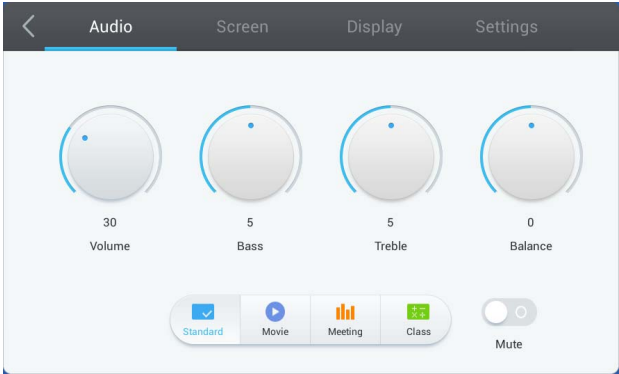 Audio Screen Display Settings
30 5 5 0
Volume Bass Treble Balance
Standard Movie Meeting Class
Mute